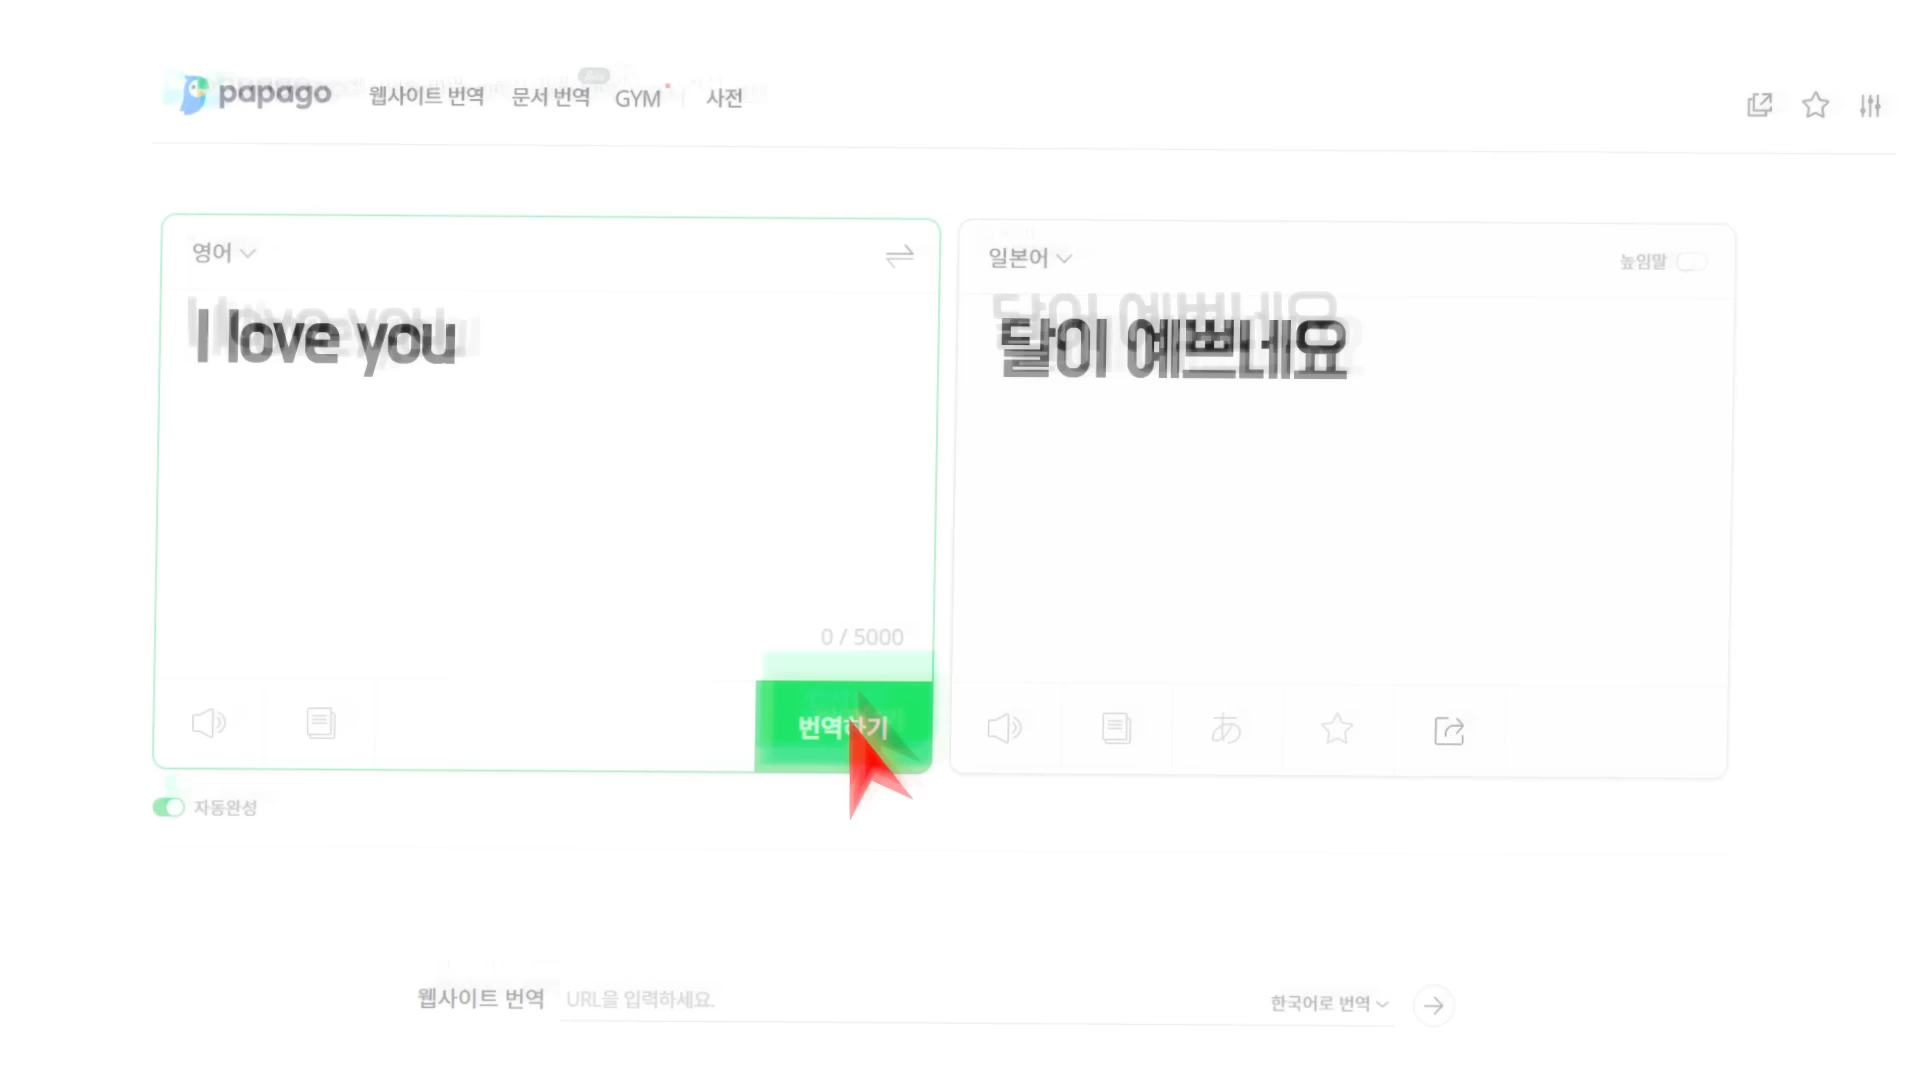 papago 웹사이트 번역 문서 번역 Beta GYM 사전
영어
일본어
높임말
I love you
달이 예쁘네요
0 / 5000
번역하기
あ
자동완성
웹사이트 번역 URL을 입력하세요. 한국어로 번역